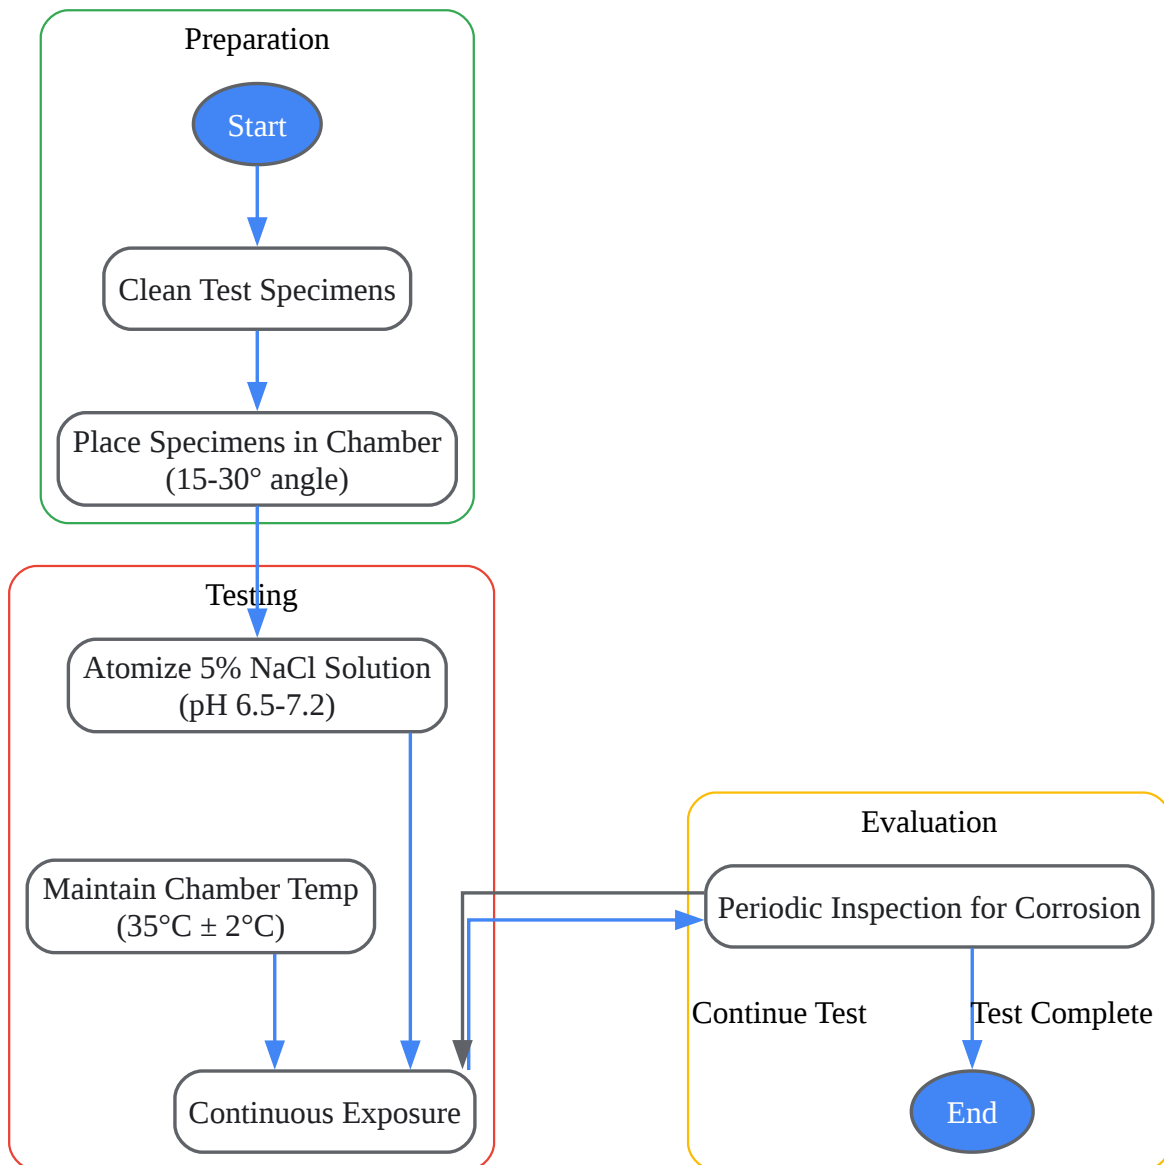 Preparation
Start
Clean Test Specimens
Place Specimens in Chamber
(15-30° angle)
Testing
Atomize 5% NaCl Solution
(pH 6.5-7.2)
Maintain Chamber Temp
(35°C ± 2°C)
Continuous Exposure
Evaluation
Periodic Inspection for Corrosion
Continue Test
Test Complete
End